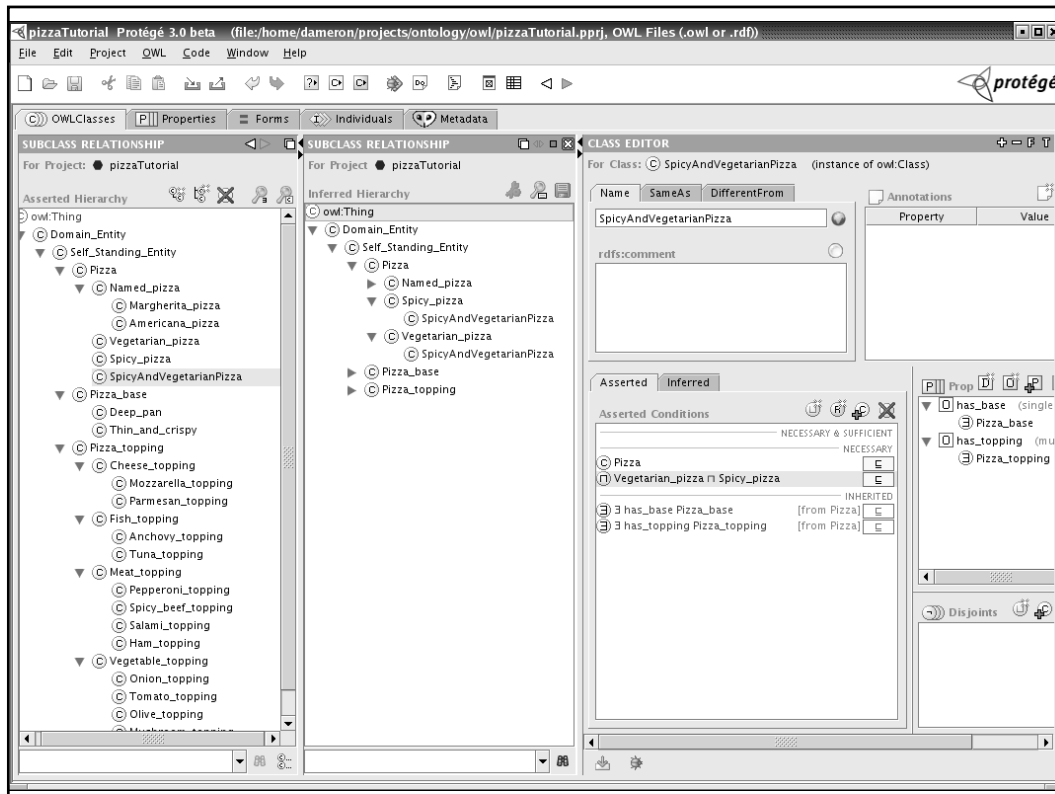 pizzaTutorial Protégé 3.0 beta (file:/home/dameron/projects/ontology/owl/pizzaTutorial.pprj, OWL Files (.owl or .rdf))
File Edit Project OWL Code Window Help
protégé
OWLClasses Properties Forms Individuals Metadata
SUBCLASS RELATIONSHIP
For Project: pizzaTutorial
Asserted Hierarchy
owl:Thing
Domain_Entity
Self_Standing_Entity
Pizza
Named_pizza
Margherita_pizza
Americana_pizza
Vegetarian_pizza
Spicy_pizza
SpicyAndVegetarianPizza
Pizza_base
Deep_pan
Thin_and_crispy
Pizza_topping
Cheese_topping
Mozzarella_topping
Parmesan_topping
Fish_topping
Anchovy_topping
Tuna_topping
Meat_topping
Pepperoni_topping
Spicy_beef_topping
Salami_topping
Ham_topping
Vegetable_topping
Onion_topping
Tomato_topping
Olive_topping
SUBCLASS RELATIONSHIP
For Project pizzaTutorial
Inferred Hierarchy
owl:Thing
Domain_Entity
Self_Standing_Entity
Pizza
Named_pizza
Spicy_pizza
SpicyAndVegetarianPizza
Vegetarian_pizza
SpicyAndVegetarianPizza
Pizza_base
Pizza_topping
CLASS EDITOR
For Class: SpicyAndVegetarianPizza (instance of owl:Class)
Name SameAs DifferentFrom
SpicyAndVegetarianPizza
rdfs:comment
Annotations
Property Value
Asserted Inferred
Asserted Conditions
NECESSARY & SUFFICIENT
NECESSARY
Pizza
Vegetarian_pizza ⊓ Spicy_pizza
INHERITED
∃ has_base Pizza_base [from Pizza]
∃ has_topping Pizza_topping [from Pizza]
Prop
has_base (single
Pizza_base
has_topping (mu
Pizza_topping
Disjoints